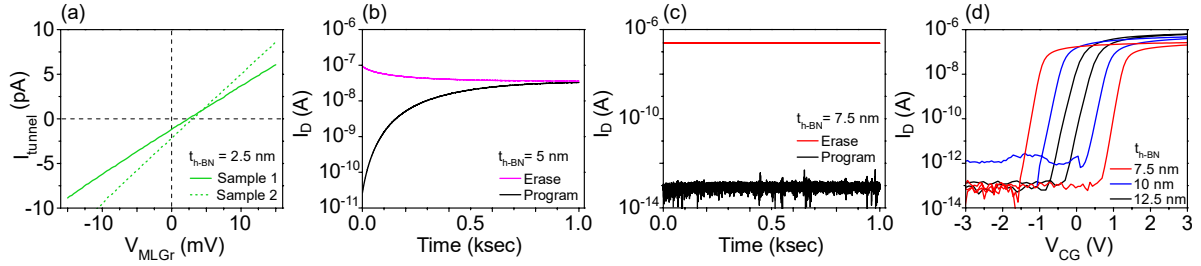 (a)
10
5
0
-5
-10
I_tunnel (pA)
t_h-BN = 2.5 nm
Sample 1
Sample 2
-10
0
10
V_MLGr (mV)
(b)
10^-6
10^-7
10^-8
10^-9
10^-10
10^-11
I_D (A)
t_h-BN = 5 nm
Erase
Program
0.0
0.5
1.0
Time (ksec)
(c)
10^-6
10^-10
10^-14
I_D (A)
t_h-BN = 7.5 nm
Erase
Program
0.0
0.5
1.0
Time (ksec)
(d)
10^-6
10^-8
10^-10
10^-12
10^-14
I_D (A)
t_h-BN
7.5 nm
10 nm
12.5 nm
-3
-2
-1
0
1
2
3
V_CG (V)